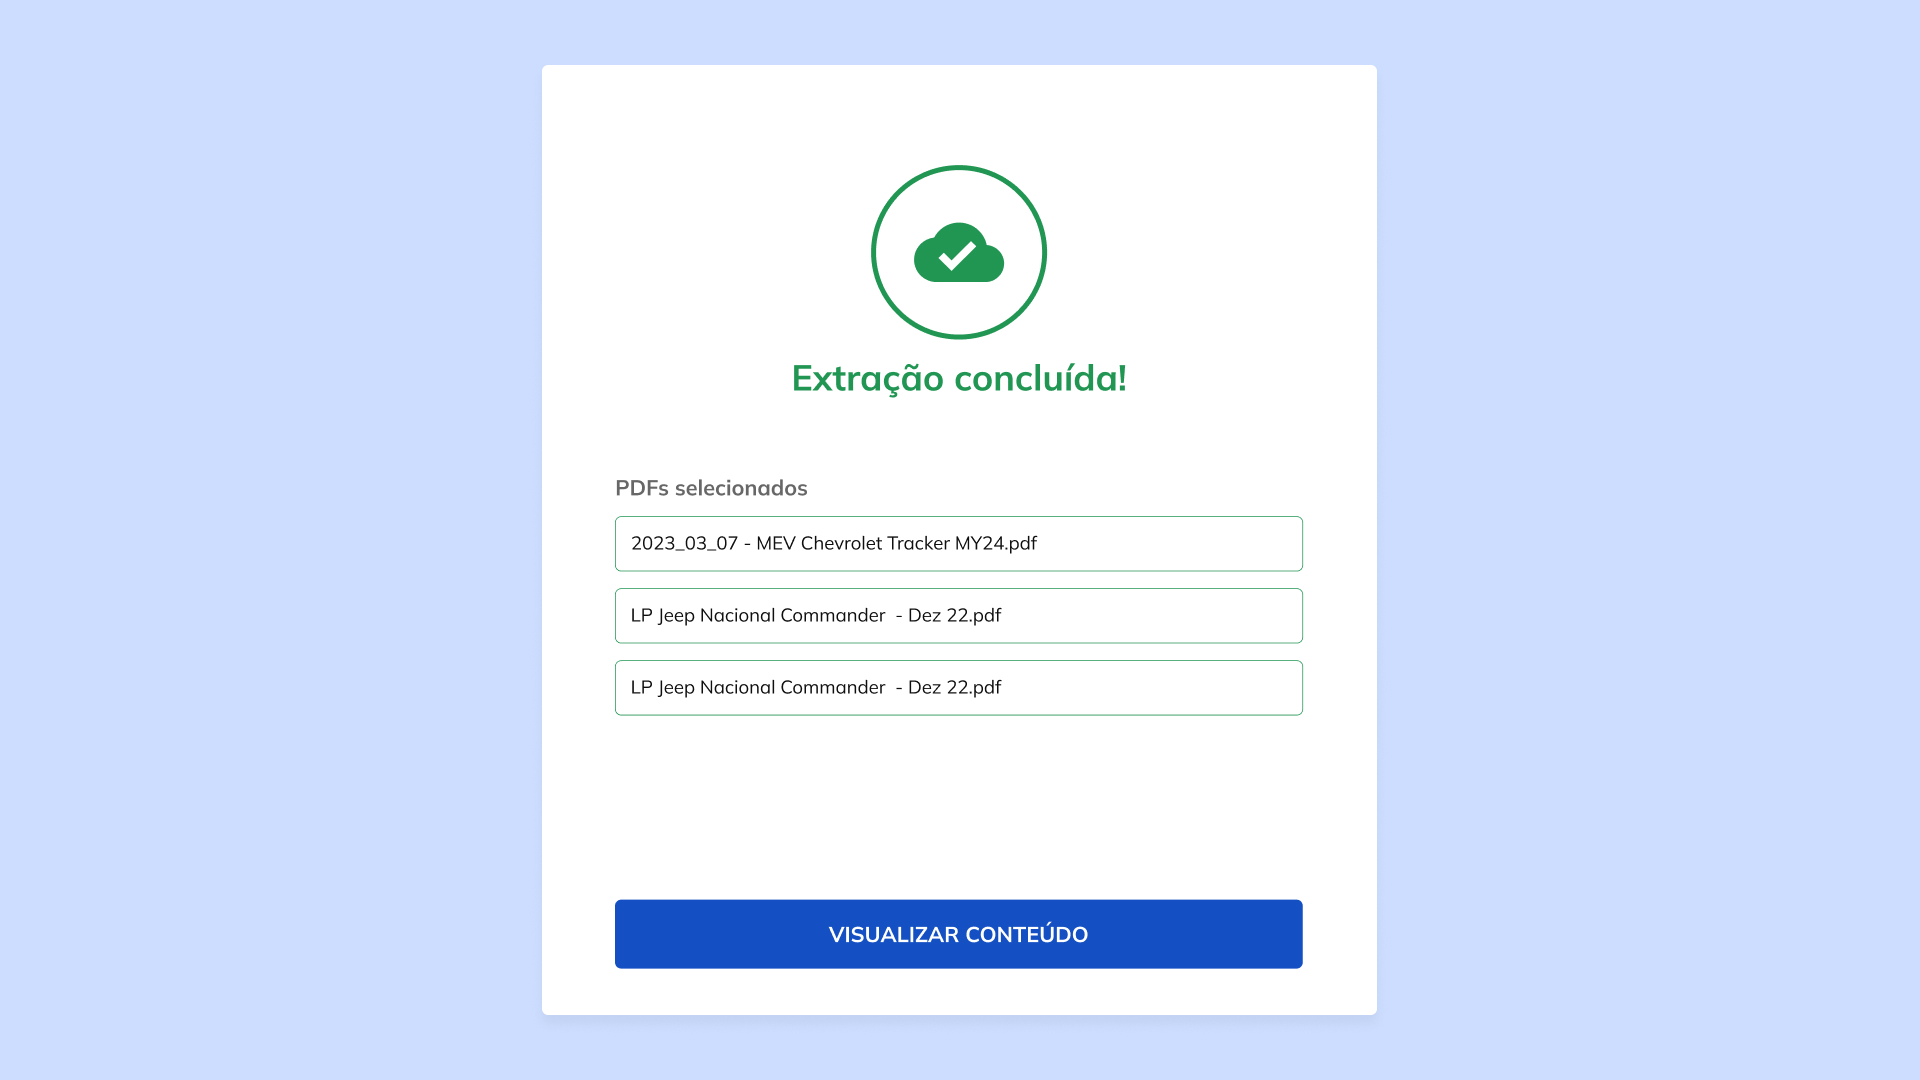 Extração concluída!
PDFs selecionados
2023_03_07 - MEV Chevrolet Tracker MY24.pdf
LP Jeep Nacional Commander  - Dez 22.pdf
LP Jeep Nacional Commander  - Dez 22.pdf
VISUALIZAR CONTEÚDO